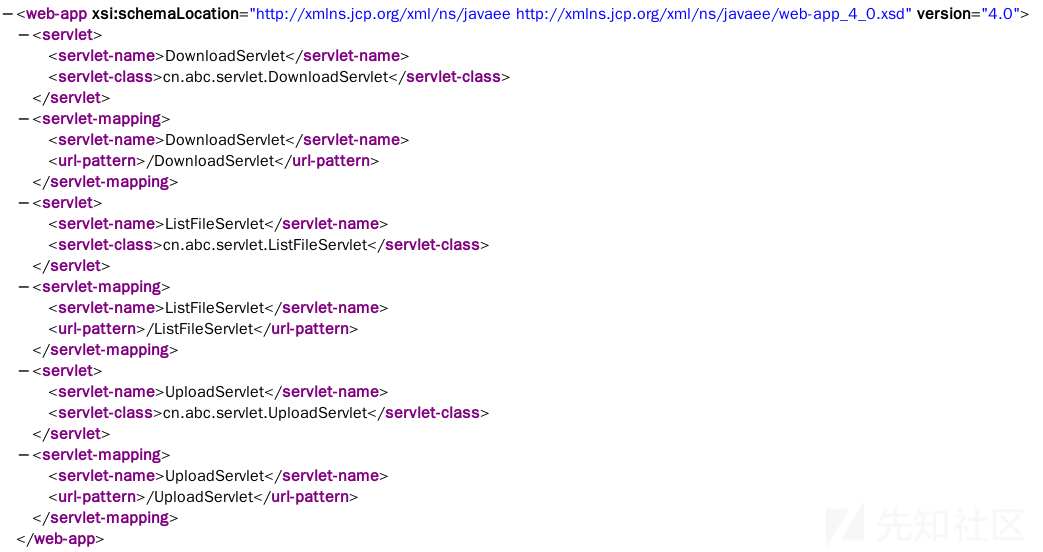 −<web-app xsi:schemaLocation="http://xmlns.jcp.org/xml/ns/javaee http://xmlns.jcp.org/xml/ns/javaee/web-app_4_0.xsd" version="4.0">
−<servlet>
<servlet-name>DownloadServlet</servlet-name>
<servlet-class>cn.abc.servlet.DownloadServlet</servlet-class>
</servlet>
−<servlet-mapping>
<servlet-name>DownloadServlet</servlet-name>
<url-pattern>/DownloadServlet</url-pattern>
</servlet-mapping>
−<servlet>
<servlet-name>ListFileServlet</servlet-name>
<servlet-class>cn.abc.servlet.ListFileServlet</servlet-class>
</servlet>
−<servlet-mapping>
<servlet-name>ListFileServlet</servlet-name>
<url-pattern>/ListFileServlet</url-pattern>
</servlet-mapping>
−<servlet>
<servlet-name>UploadServlet</servlet-name>
<servlet-class>cn.abc.servlet.UploadServlet</servlet-class>
</servlet>
−<servlet-mapping>
<servlet-name>UploadServlet</servlet-name>
<url-pattern>/UploadServlet</url-pattern>
</servlet-mapping>
</web-app>
先知社区